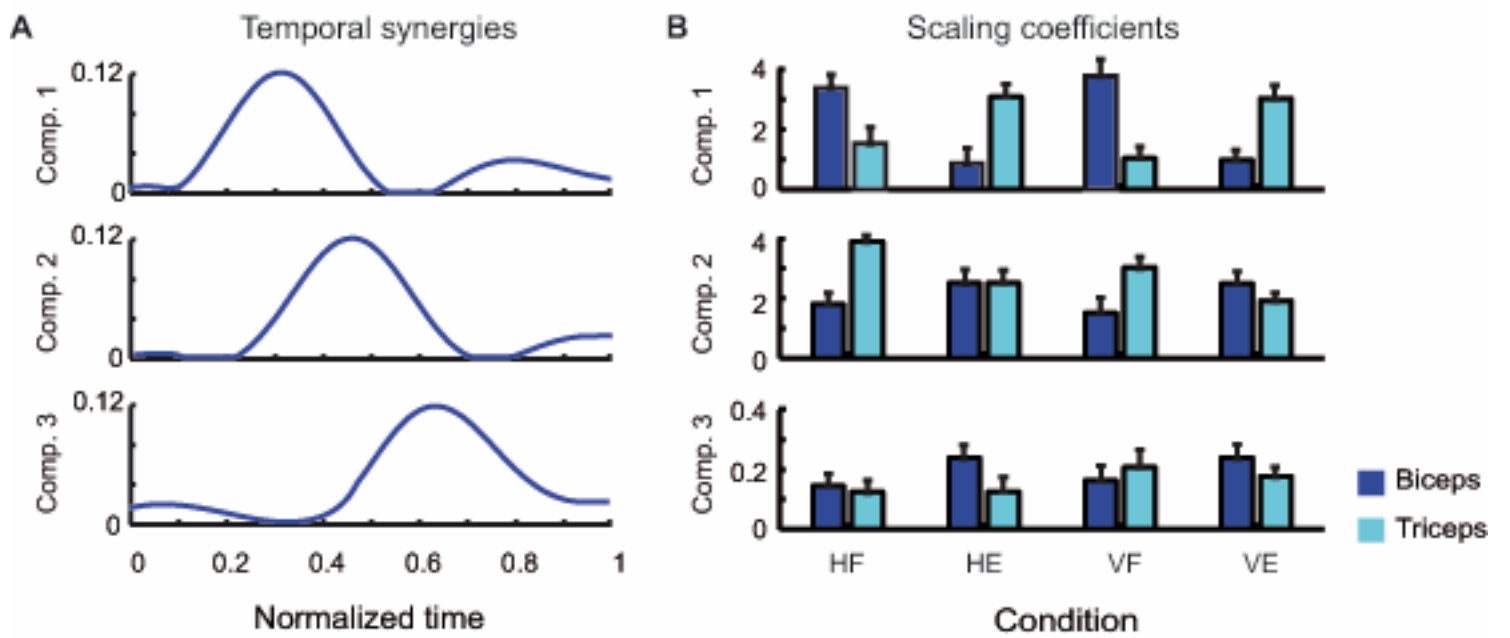 A Temporal synergies
Comp. 1
0.12
0
Comp. 2
0.12
0
Comp. 3
0.12
0
0 0.2 0.4 0.6 0.8 1
Normalized time
B Scaling coefficients
Comp. 1
4
2
0
Comp. 2
4
2
0
Comp. 3
0.4
0.2
0
HF HE VF VE
Condition
Biceps
Triceps